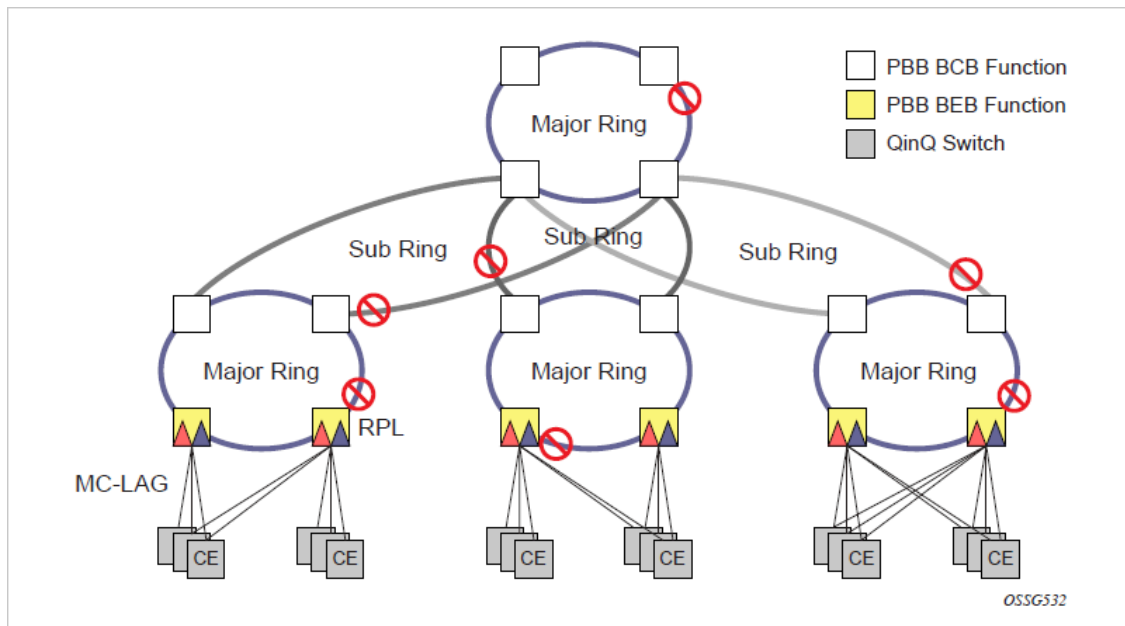 PBB BCB Function
PBB BEB Function
QinQ Switch
Major Ring
Sub Ring
Sub Ring
Sub Ring
Major Ring
Major Ring
Major Ring
RPL
MC-LAG
CE
CE
CE
CE
CE
CE
OSSG532